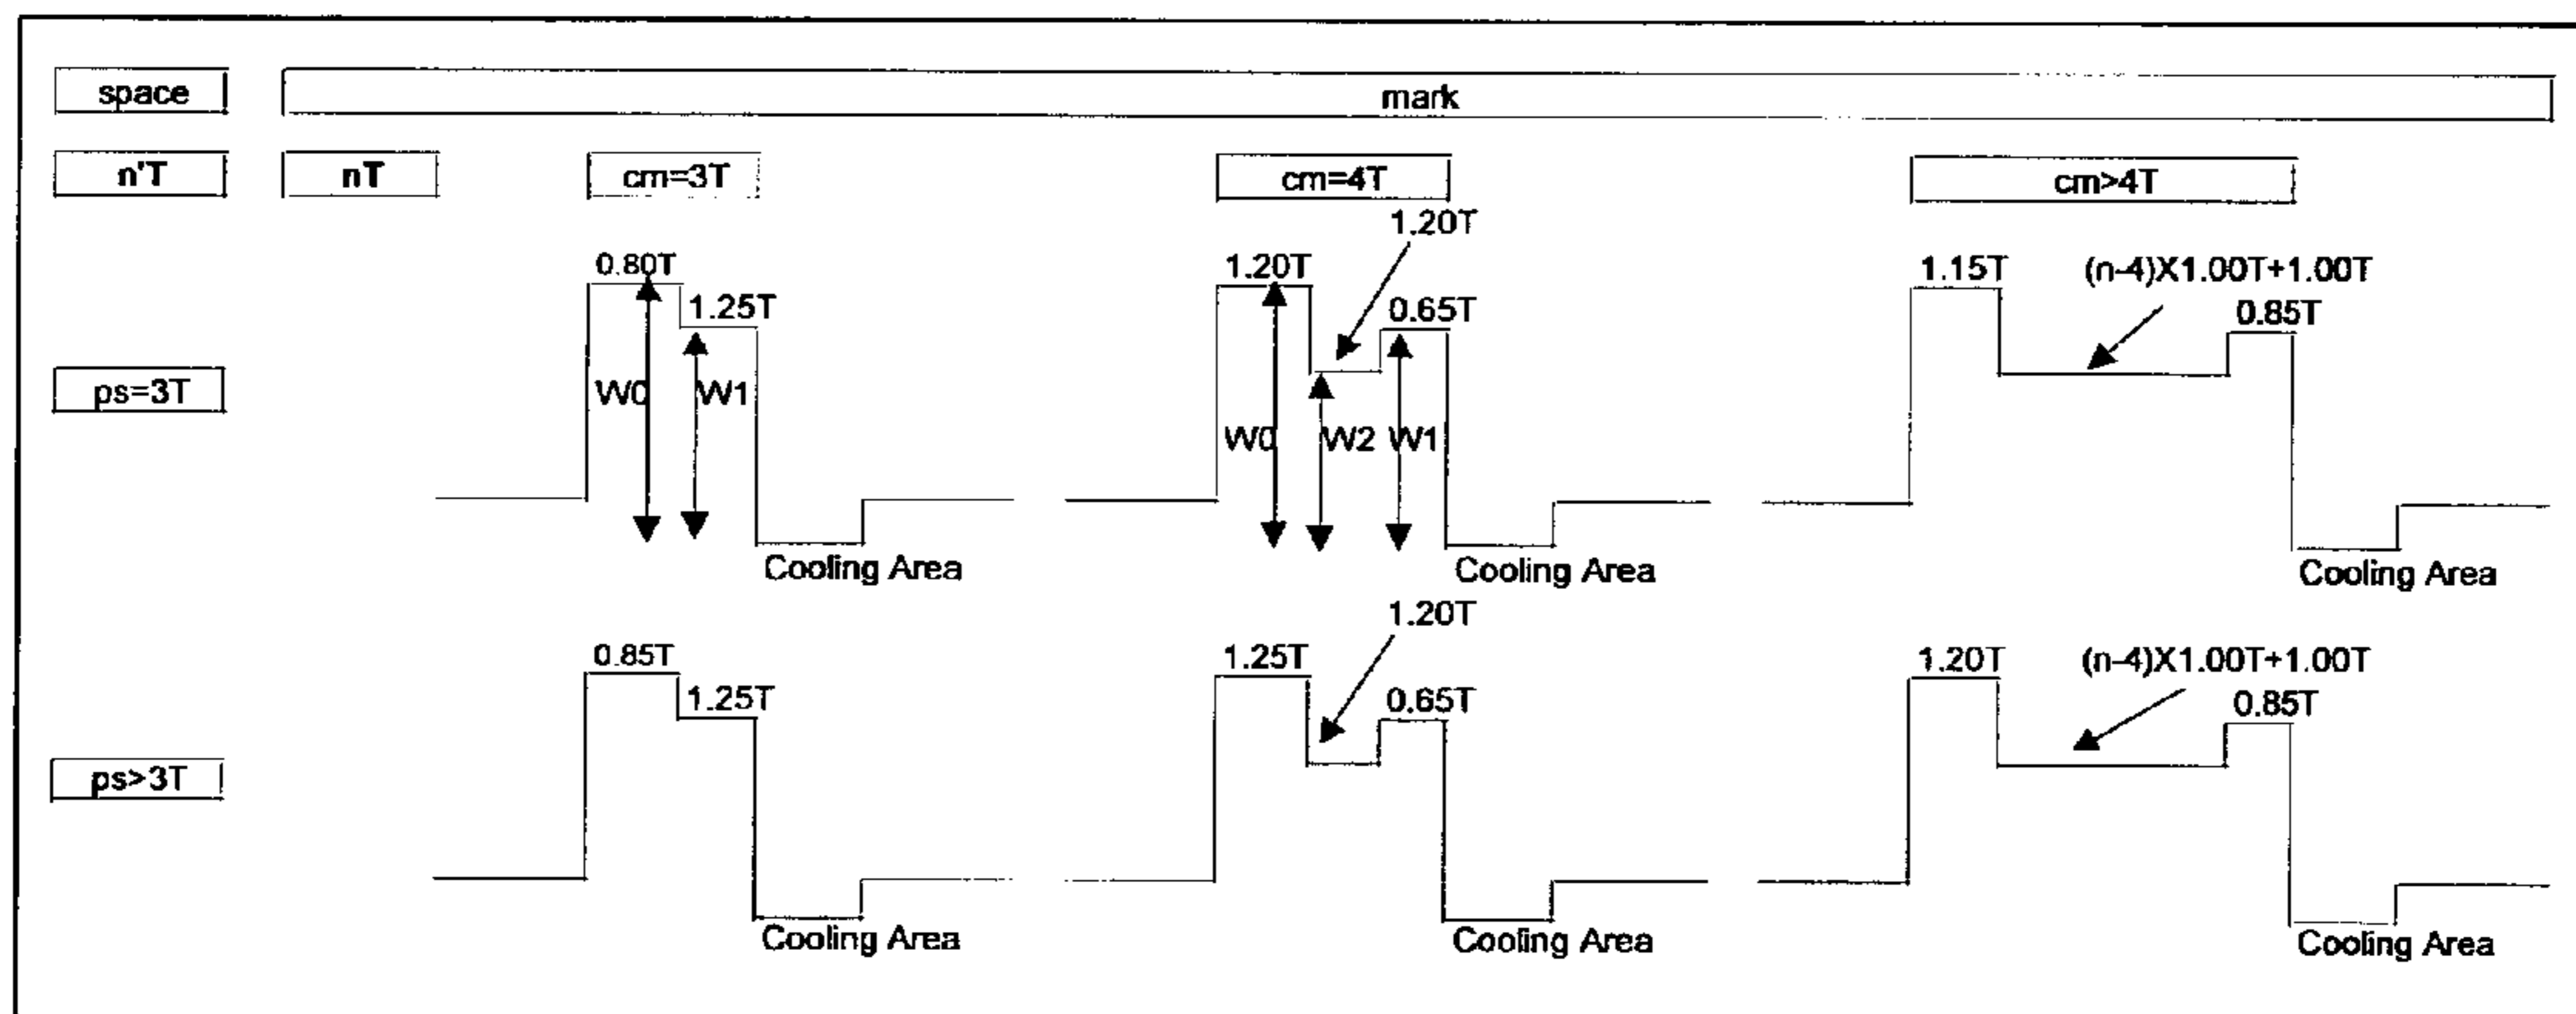 space mark
n'T nT cm=3T cm=4T cm>4T
1.20T
0.80T 1.20T 1.15T (n-4)X1.00T+1.00T
1.25T 0.65T 0.85T
ps=3T W0 W1
W0 W2 W1
Cooling Area Cooling Area Cooling Area
1.20T
0.85T 1.25T 1.20T (n-4)X1.00T+1.00T
1.25T 0.65T 0.85T
ps>3T
Cooling Area Cooling Area Cooling Area